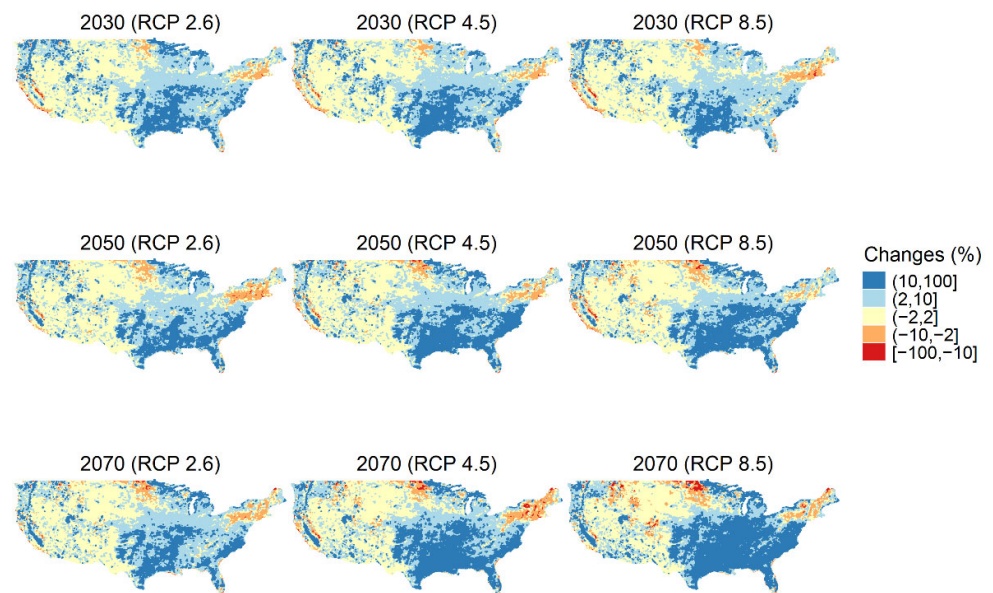 2030 (RCP 2.6)
2030 (RCP 4.5)
2030 (RCP 8.5)
2050 (RCP 2.6)
2050 (RCP 4.5)
2050 (RCP 8.5)
Changes (%)
(10,100]
(2,10]
(−2,2]
(−10,−2]
[−100,−10]
2070 (RCP 2.6)
2070 (RCP 4.5)
2070 (RCP 8.5)